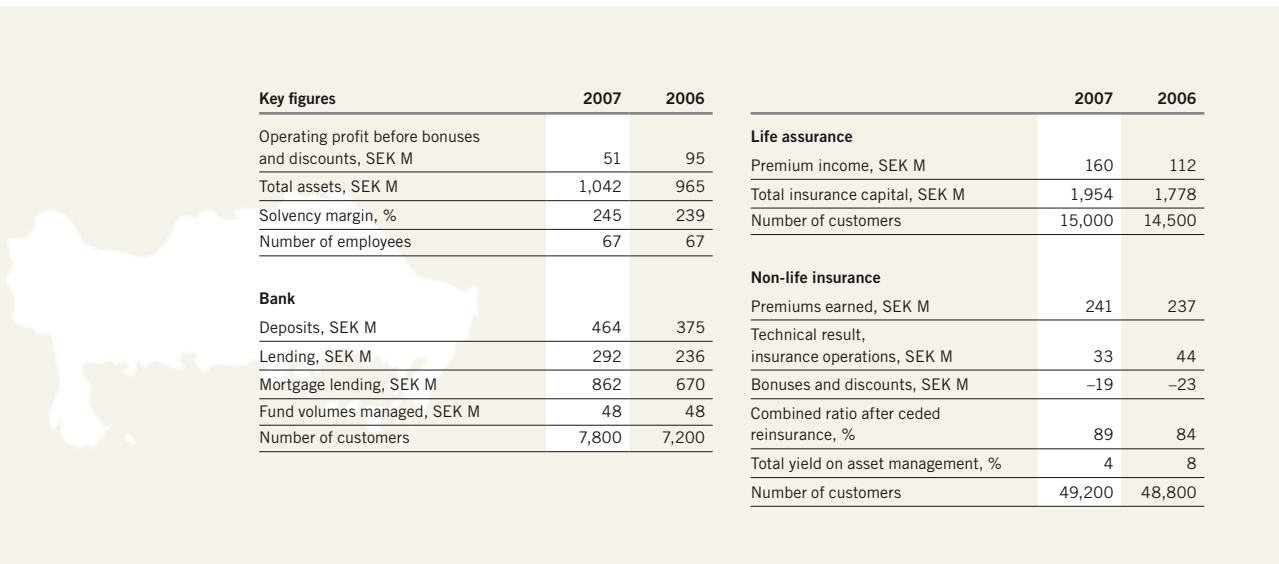 Key figures 2007 2006
Operating profit before bonuses
and discounts, SEK M 51 95
Total assets, SEK M 1,042 965
Solvency margin, % 245 239
Number of employees 67 67
Bank
Deposits, SEK M 464 375
Lending, SEK M 292 236
Mortgage lending, SEK M 862 670
Fund volumes managed, SEK M 48 48
Number of customers 7,800 7,200
2007 2006
Life assurance
Premium income, SEK M 160 112
Total insurance capital, SEK M 1,954 1,778
Number of customers 15,000 14,500
Non-life insurance
Premiums earned, SEK M 241 237
Technical result,
insurance operations, SEK M 33 44
Bonuses and discounts, SEK M –19 –23
Combined ratio after ceded
reinsurance, % 89 84
Total yield on asset management, % 4 8
Number of customers 49,200 48,800